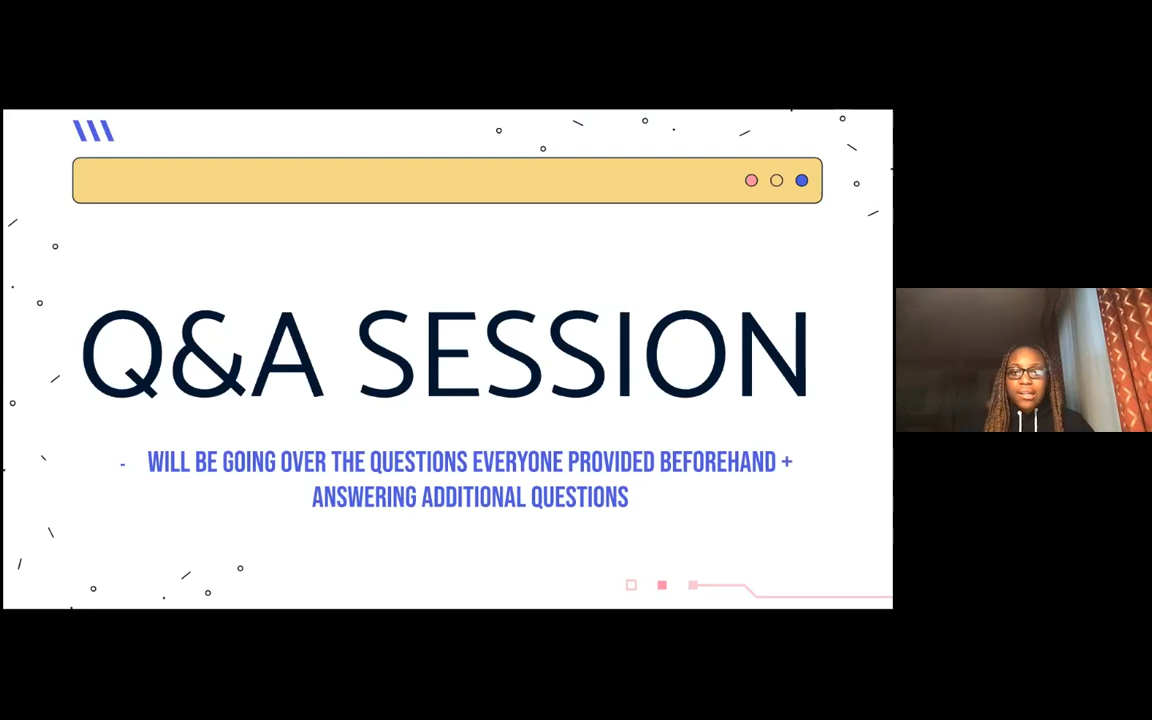 Q&A SESSION
- WILL BE GOING OVER THE QUESTIONS EVERYONE PROVIDED BEFOREHAND +
ANSWERING ADDITIONAL QUESTIONS